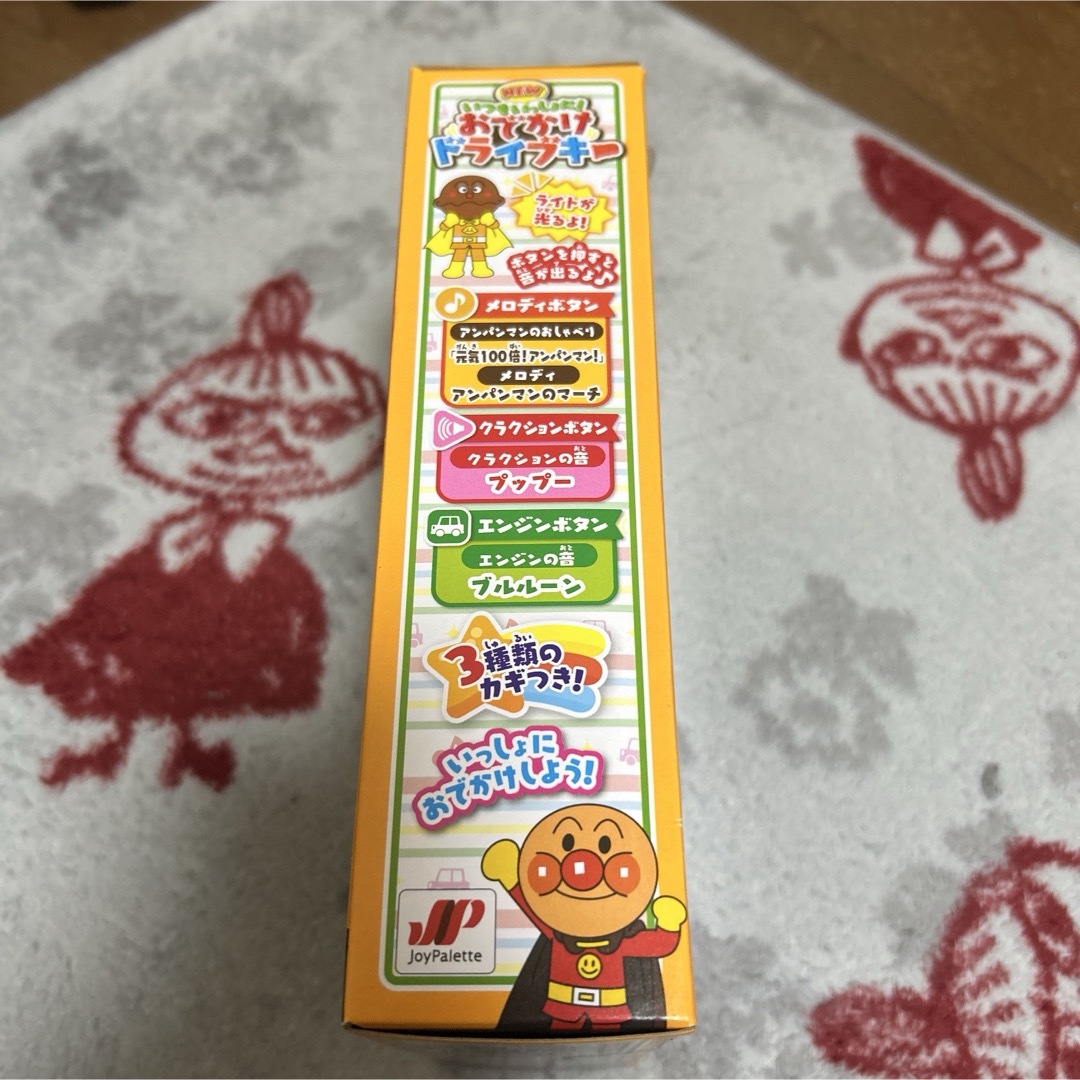 NEW
いつもいっしょに!
おでかけ
ドライブキー
ライトが
光るよ!
ボタンを押すと
音が出るよ♪
メロディボタン
アンパンマンのおしゃべり
「元気100倍!アンパンマン!」
メロディ
アンパンマンのマーチ
クラクションボタン
クラクションの音
プップー
エンジンボタン
エンジンの音
ブルルーン
3種類の
カギつき!
いっしょに
おでかけしよう!
JP
JoyPalette